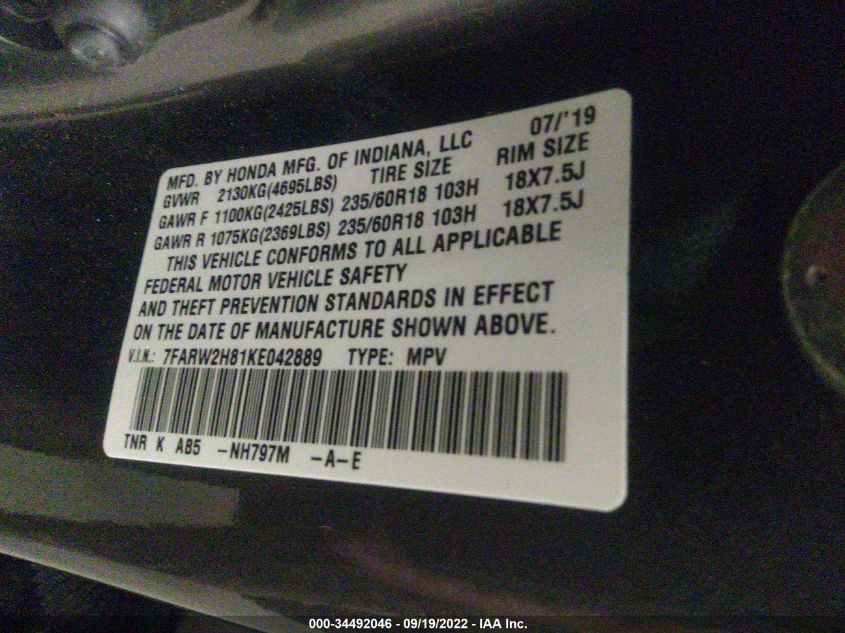 MFD. BY HONDA MFG. OF INDIANA, LLC 07/'19
GVWR 2130KG(4695LBS) TIRE SIZE RIM SIZE
GAWR F 1100KG(2425LBS) 235/60R18 103H 18X7.5J
GAWR R 1075KG(2369LBS) 235/60R18 103H 18X7.5J
THIS VEHICLE CONFORMS TO ALL APPLICABLE
FEDERAL MOTOR VEHICLE SAFETY
AND THEFT PREVENTION STANDARDS IN EFFECT
ON THE DATE OF MANUFACTURE SHOWN ABOVE.
V.I.N.: 7FARW2H81KE042889 TYPE: MPV
TNR K AB5 -NH797M -A-E
000-34492046 - 09/19/2022 - IAA Inc.